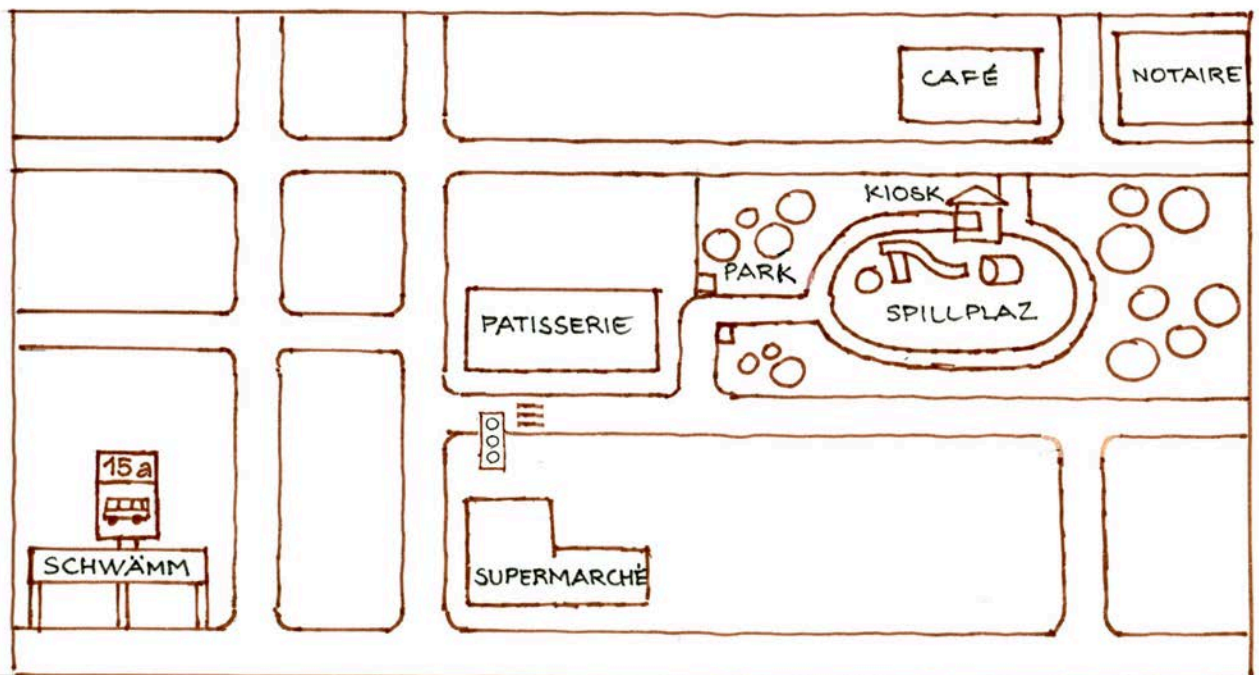 CAFÉ
NOTAIRE
KIOSK
PARK
SPILLPLAZ
PATISSERIE
15a
SCHWÄMM
SUPERMARCHÉ